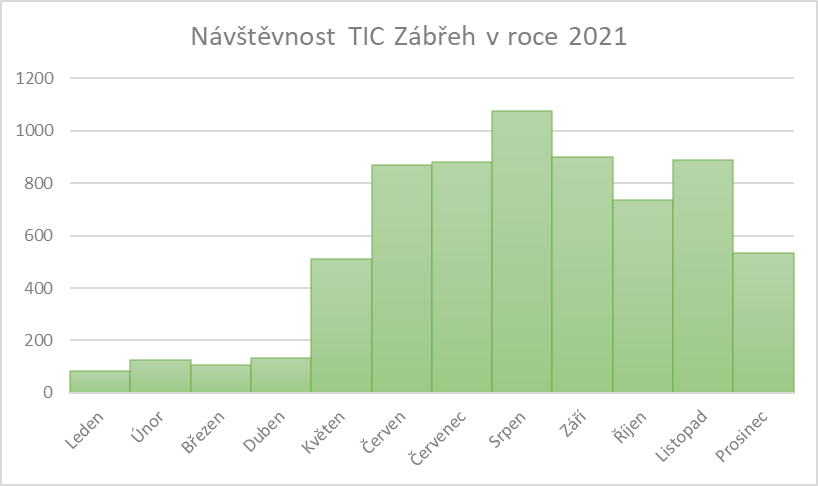 Návštěvnost TIC Zábřeh v roce 2021
1200
1000
800
600
400
200
0
Leden
Únor
Březen
Duben
Květen
Červen
Červenec
Srpen
Září
Říjen
Listopad
Prosinec